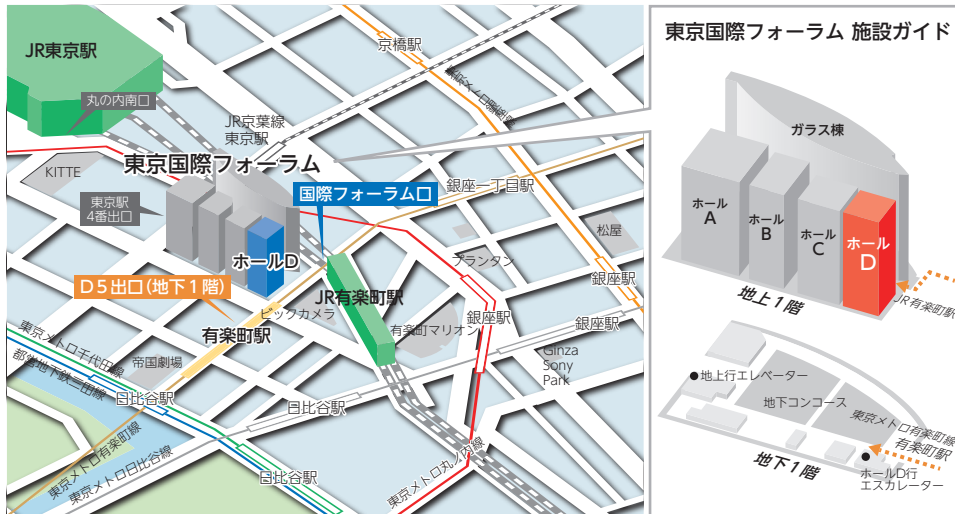 JR東京駅
丸の内南口
JR京葉線
東京駅
京橋駅
東京メトロ銀座線
東京国際フォーラム
KITTE
東京駅
4番出口
国際フォーラム口
銀座一丁目駅
松屋
プランタン
ホールD
D5出口(地下1階)
JR有楽町駅
銀座駅
ビックカメラ
有楽町駅
有楽町マリオン
銀座駅
銀座駅
帝国劇場
Ginza
Sony
Park
東京メトロ千代田線
都営地下鉄三田線
日比谷駅
日比谷駅
東京メトロ有楽町線
東京メトロ日比谷線
日比谷駅
東京メトロ丸ノ内線
東京国際フォーラム 施設ガイド
ガラス棟
ホール
A
ホール
B
ホール
C
ホール
D
地上1階
JR有楽町駅
地上行エレベーター
地下コンコース
東京メトロ有楽町線
有楽町駅
地下1階
ホールD行
エスカレーター